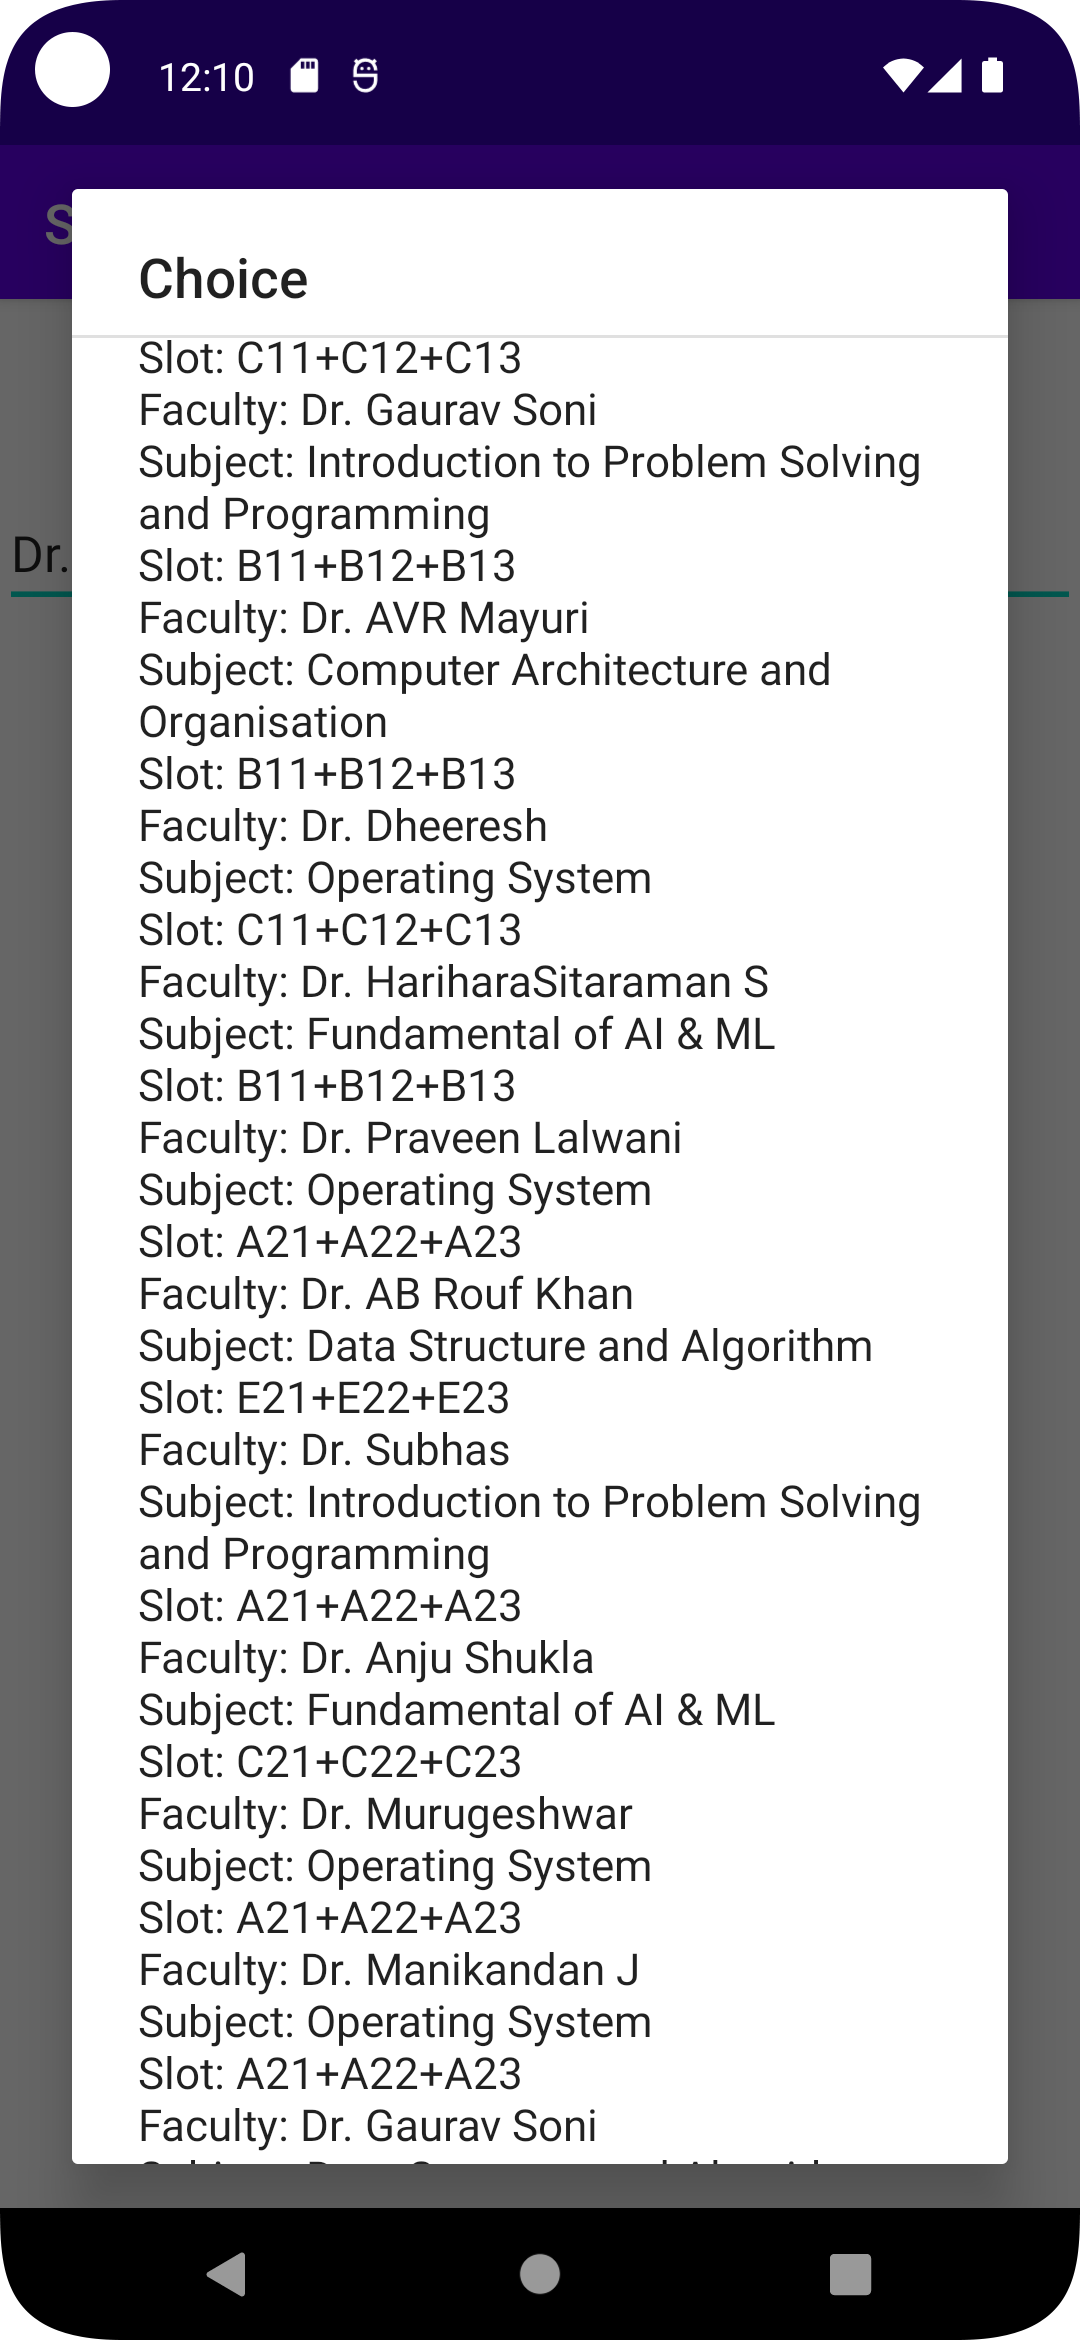 12:10
S
Choice
Dr.
Slot: C11+C12+C13
Faculty: Dr. Gaurav Soni
Subject: Introduction to Problem Solving
and Programming
Slot: B11+B12+B13
Faculty: Dr. AVR Mayuri
Subject: Computer Architecture and
Organisation
Slot: B11+B12+B13
Faculty: Dr. Dheeresh
Subject: Operating System
Slot: C11+C12+C13
Faculty: Dr. HariharaSitaraman S
Subject: Fundamental of AI & ML
Slot: B11+B12+B13
Faculty: Dr. Praveen Lalwani
Subject: Operating System
Slot: A21+A22+A23
Faculty: Dr. AB Rouf Khan
Subject: Data Structure and Algorithm
Slot: E21+E22+E23
Faculty: Dr. Subhas
Subject: Introduction to Problem Solving
and Programming
Slot: A21+A22+A23
Faculty: Dr. Anju Shukla
Subject: Fundamental of AI & ML
Slot: C21+C22+C23
Faculty: Dr. Murugeshwar
Subject: Operating System
Slot: A21+A22+A23
Faculty: Dr. Manikandan J
Subject: Operating System
Slot: A21+A22+A23
Faculty: Dr. Gaurav Soni